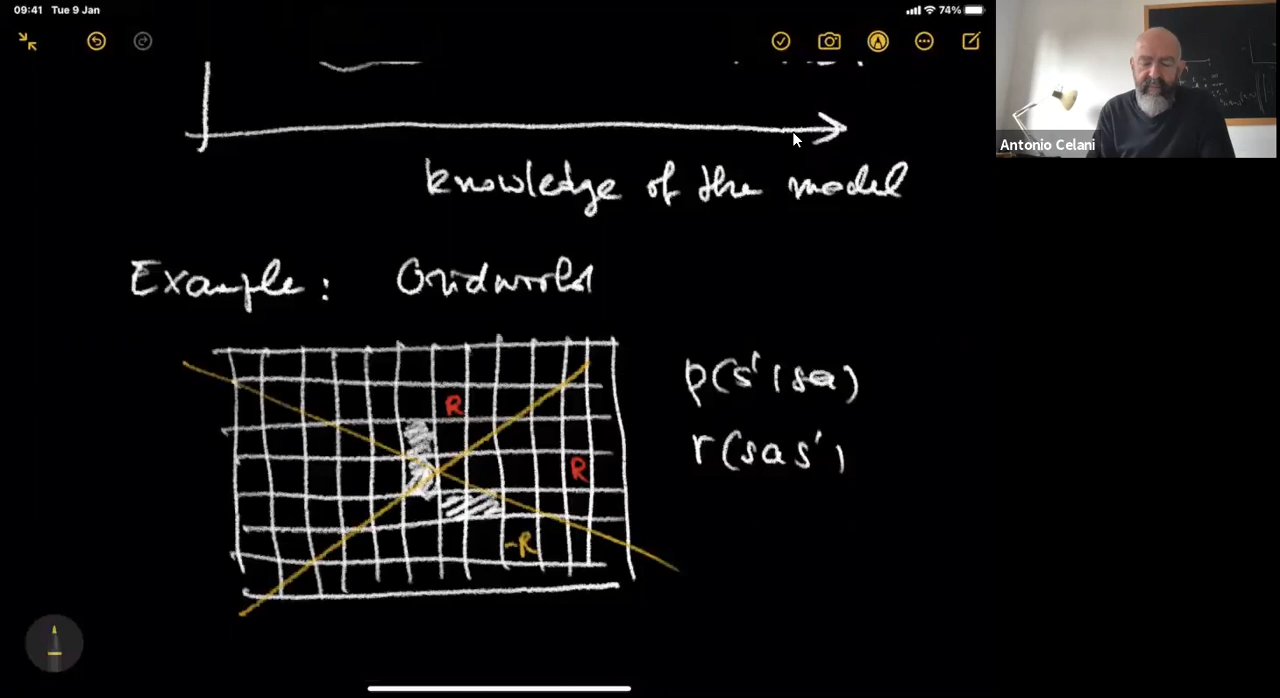 09:41 Tue 9 Jan
74%
Antonio Celani
knowledge of the model
Example: Gridworld
R
R
-R
p(s'|sa)
r(sas')